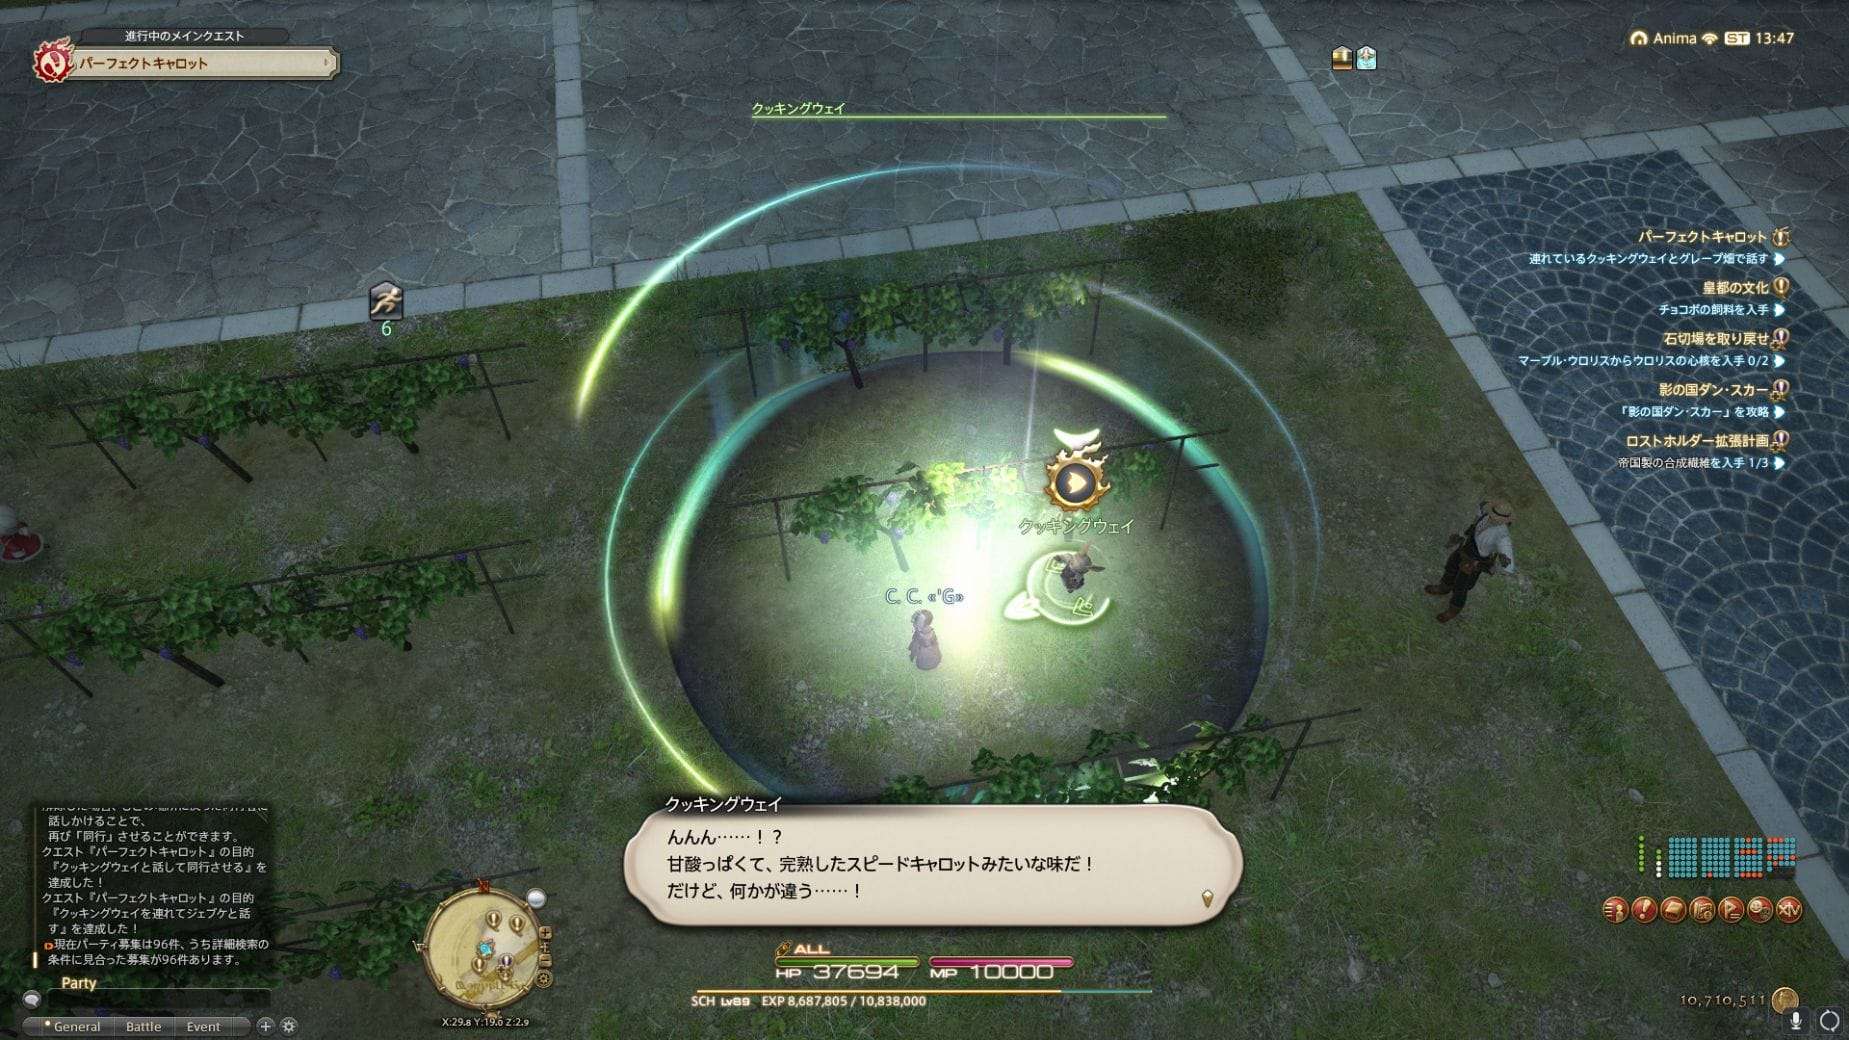 進行中のメインクエスト
パーフェクトキャロット
Anima ST 13:47
クッキングウェイ
6
パーフェクトキャロット
連れているクッキングウェイとグレープ畑で話す
皇都の文化
チョコボの飼料を入手
石切場を取り戻せ
マーブル・ウロリスからウロリスの心核を入手 0/2
影の国ダン・スカー
『影の国ダン・スカー』を攻略
ロストホルダー拡張計画
帝国製の合成繊維を入手 1/3
クッキングウェイ
C. C. «'G»
クッキングウェイ
んんん……！？
甘酸っぱくて、完熟したスピードキャロットみたいな味だ！
だけど、何かが違う……！
話しかけることで、
再び「同行」させることができます。
クエスト『パーフェクトキャロット』の目的
『クッキングウェイと話して同行させる』を
達成した！
クエスト『パーフェクトキャロット』の目的
『クッキングウェイを連れてジェブケと話
す』を達成した！
現在パーティ募集は96件、うち詳細検索の
条件に見合った募集が96件あります。
Party
General Battle Event
X:29.8 Y:19.0 Z:2.9
ALL
HP 37694 MP 10000
SCH Lv89 EXP 8,687,805 / 10,838,000
XIV
10,710,511